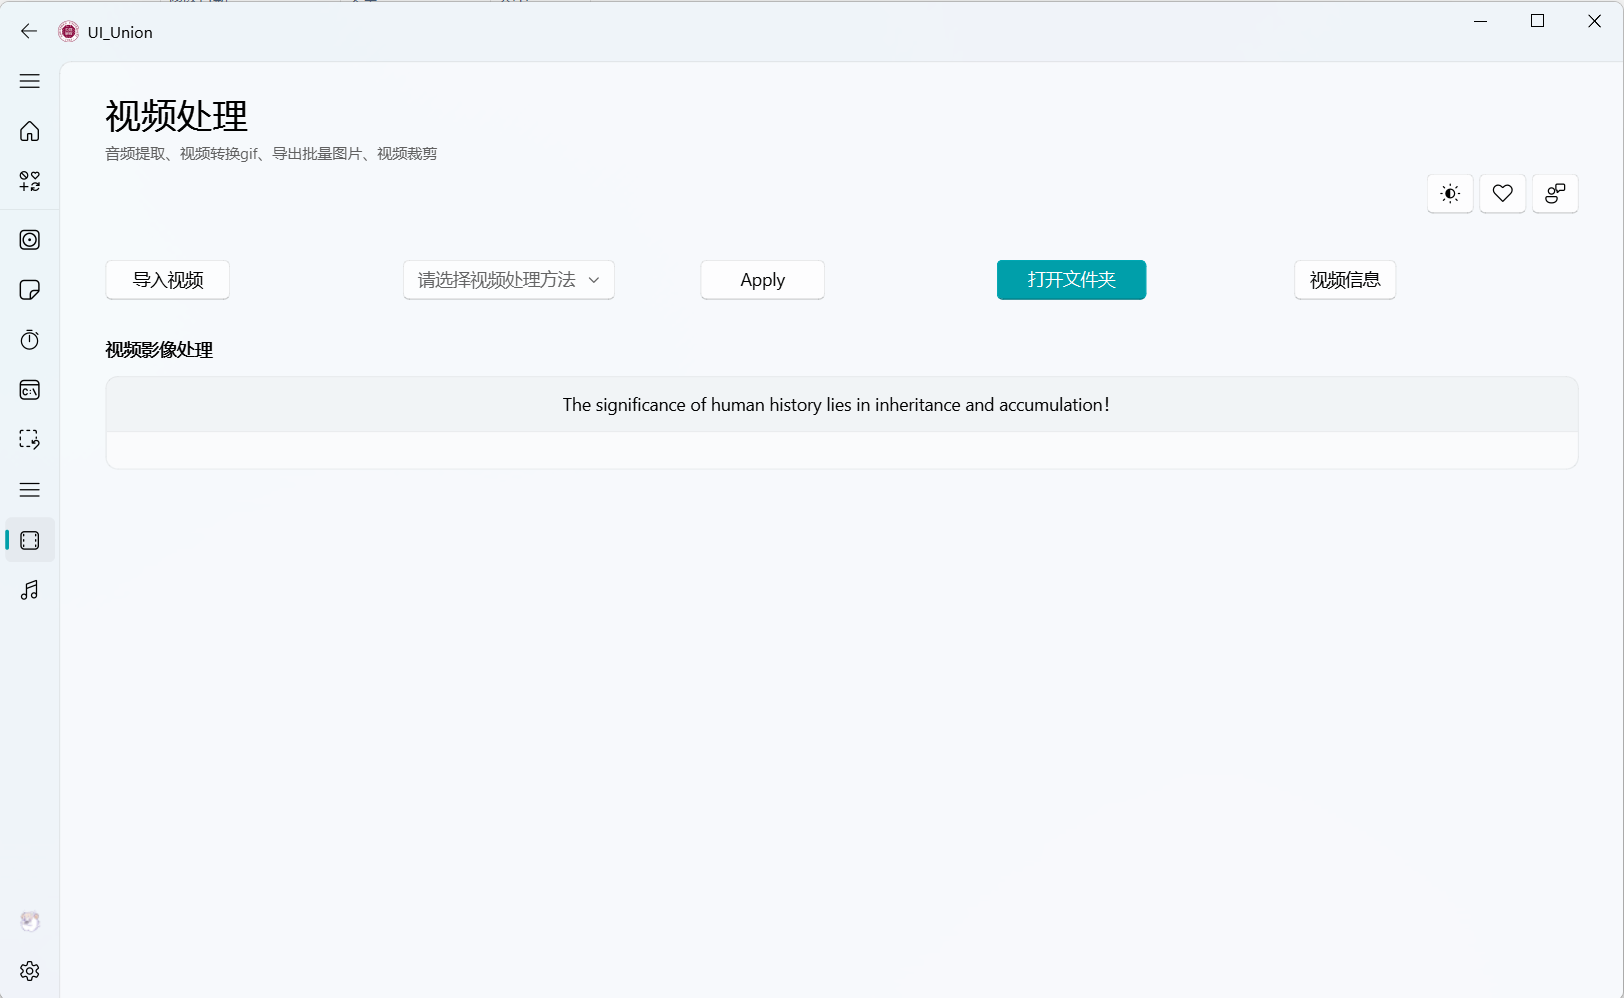 UI_Union
视频处理
音频提取、视频转换gif、导出批量图片、视频裁剪
导入视频
请选择视频处理方法
Apply
打开文件夹
视频信息
视频影像处理
The significance of human history lies in inheritance and accumulation!
C:\